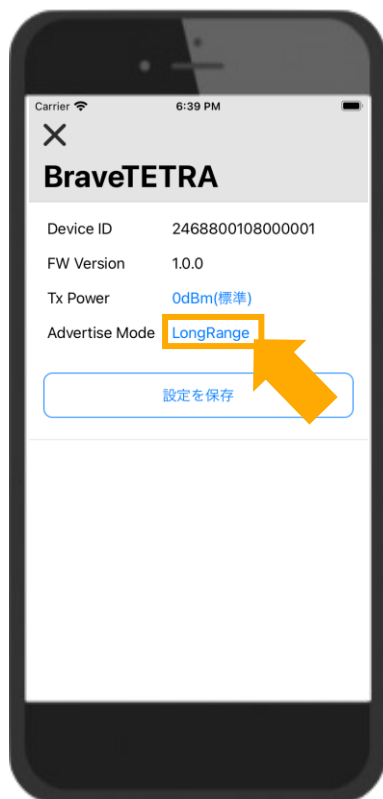 Carrier 6:39 PM
BraveTETRA
Device ID 2468800108000001
FW Version 1.0.0
Tx Power 0dBm(標準)
Advertise Mode LongRange
設定を保存